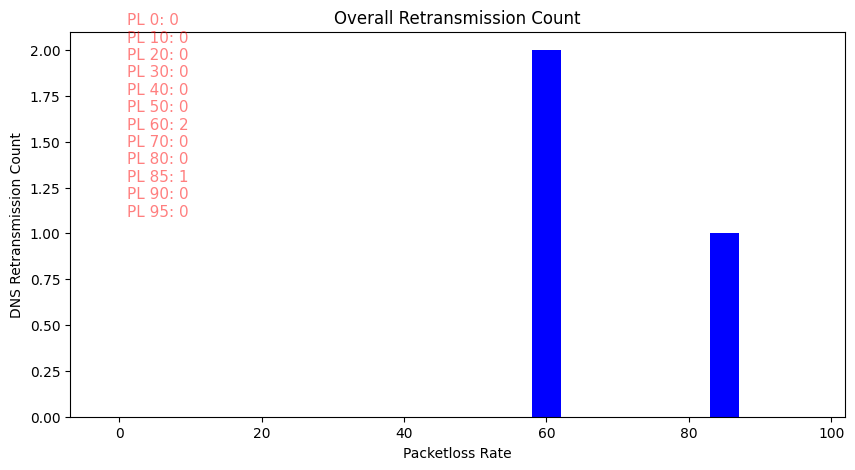 Overall Retransmission Count
PL 0: 0
PL 10: 0
PL 20: 0
PL 30: 0
PL 40: 0
PL 50: 0
PL 60: 2
PL 70: 0
PL 80: 0
PL 85: 1
PL 90: 0
PL 95: 0
DNS Retransmission Count
2.00
1.75
1.50
1.25
1.00
0.75
0.50
0.25
0.00
0 20 40 60 80 100
Packetloss Rate